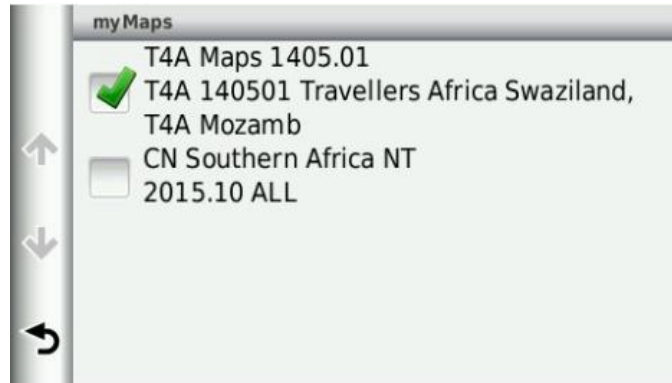 myMaps
T4A Maps 1405.01
T4A 140501 Travellers Africa Swaziland,
T4A Mozamb
CN Southern Africa NT
2015.10 ALL